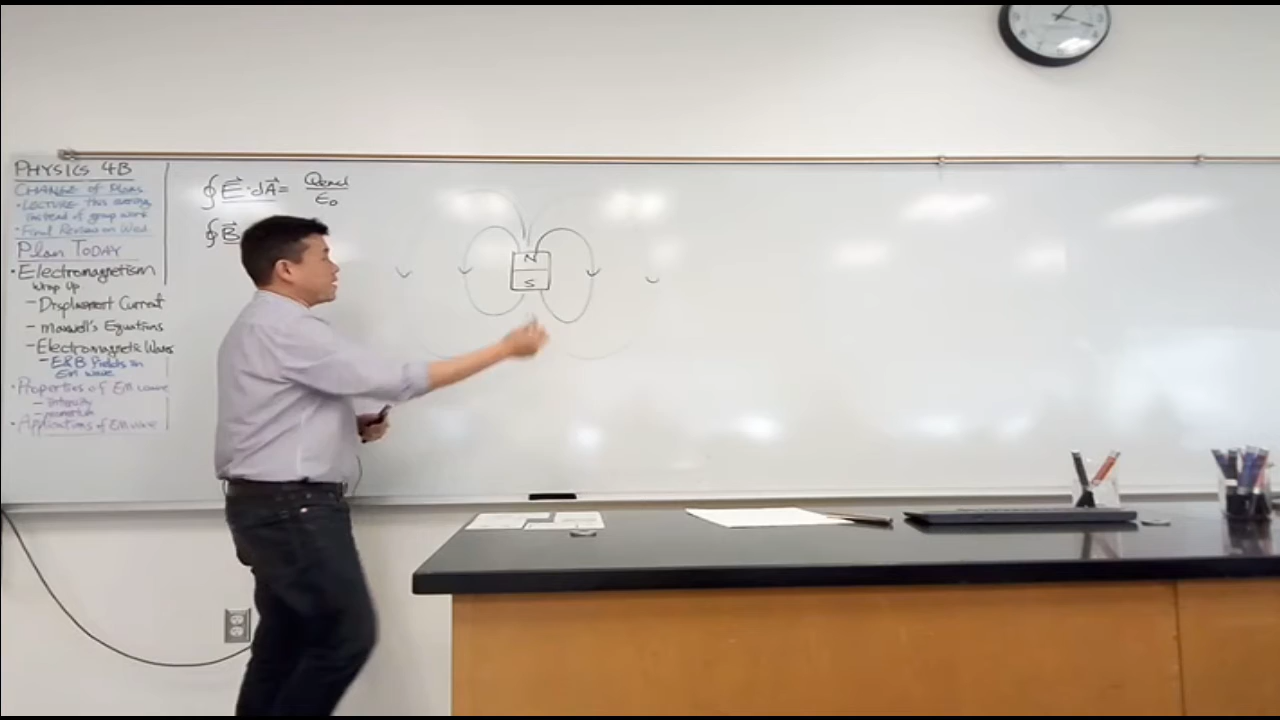 PHYSICS 4B
CHANGE of PLANS
• LECTURE this evening
instead of group work
• Final Review on Wed.
Plan TODAY
• Electromagnetism
Wrap Up
- Displacement Current
- Maxwell's Equations
- Electromagnetic Waves
- E&B Fields in
EM wave
• Properties of EM wave
- intensity
- momentum
• Applications of EM wave
∮ E⃗ · dA⃗ = Qencl / ε₀
∮ B⃗
N
S